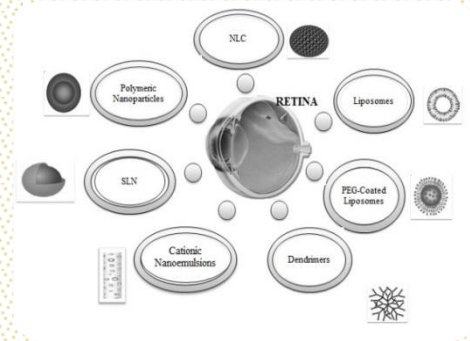 NLC
Polymeric
Nanoparticles
RETINA
Liposomes
SLN
PEG-Coated
Liposomes
Cationic
Nanoemulsions
Dendrimers